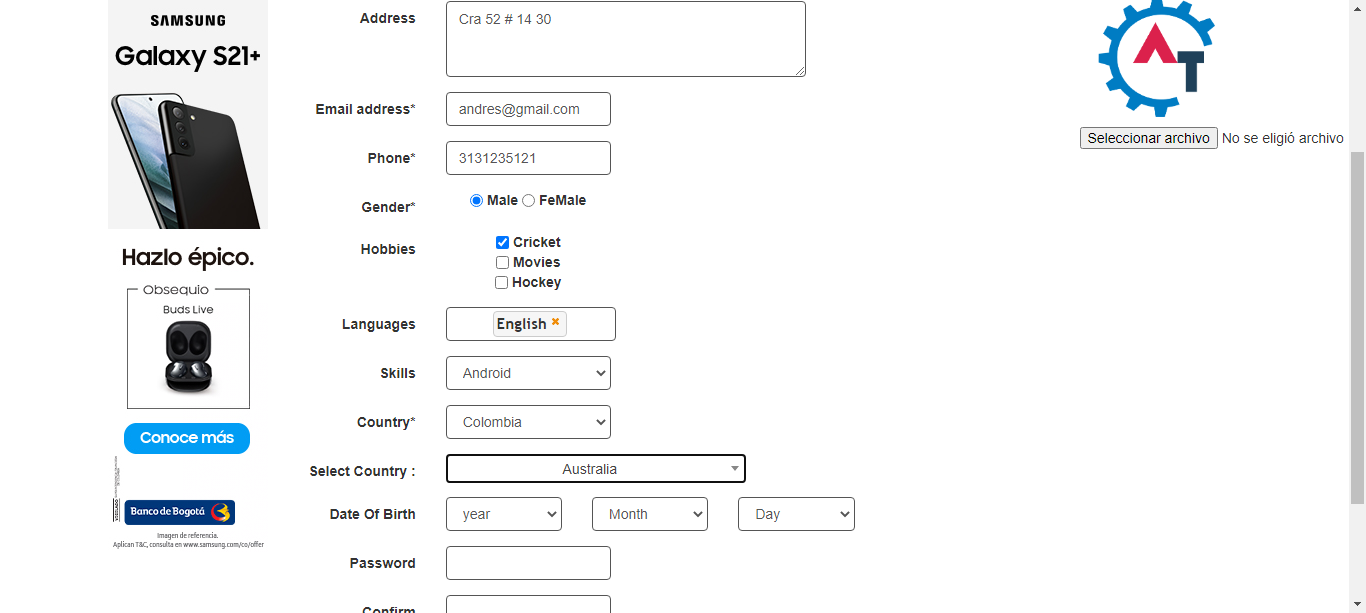 SAMSUNG
Galaxy S21+
Hazlo épico.
Obsequio
Buds Live
Conoce más
Banco de Bogotá
Imagen de referencia.
Aplican T&C, consulta en www.samsung.com/co/offer
Address Cra 52 # 14 30
Email address* andres@gmail.com
Phone* 3131235121
Gender* Male FeMale
Hobbies Cricket
Movies
Hockey
Languages English
Skills Android
Country* Colombia
Select Country : Australia
Date Of Birth year Month Day
Password
Confirm
AT
Seleccionar archivo No se eligió archivo